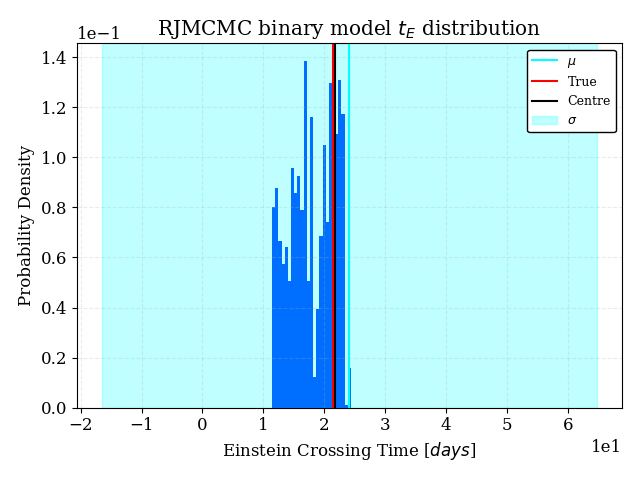 RJMCMC binary model t_E distribution
1e−1
1.4
1.2
1.0
0.8
0.6
0.4
0.2
0.0
Probability Density
μ
True
Centre
σ
−2 −1 0 1 2 3 4 5 6
1e1
Einstein Crossing Time [days]